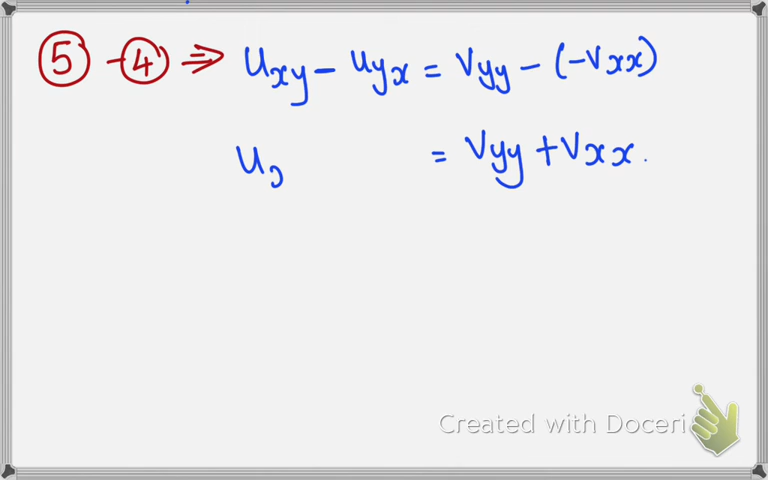 ⑤ - ④ ⇒ uxy - uyx = vyy - (-vxx)
u = vyy + vxx.
Created with Doceri